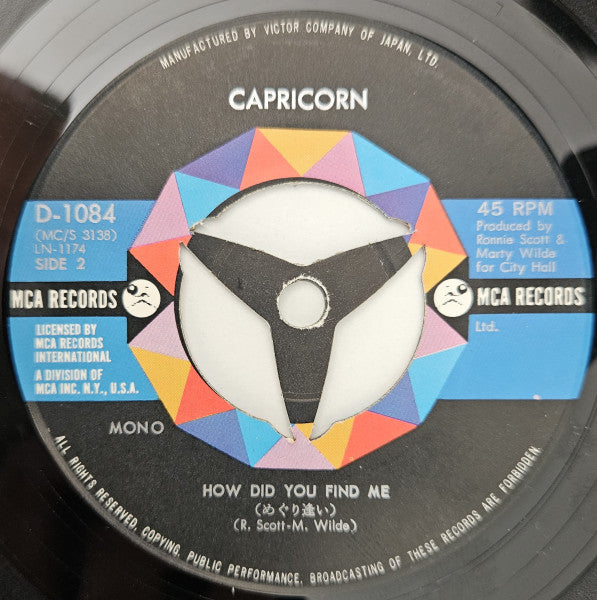 MANUFACTURED BY VICTOR COMPANY OF JAPAN, LTD.
CAPRICORN
D-1084
(MC/S 3138)
LN-1174
SIDE 2
45 RPM
Produced by
Ronnie Scott &
Marty Wilde
for City Hall
Ltd.
MCA RECORDS
MCA RECORDS
LICENSED BY
MCA RECORDS
INTERNATIONAL
A DIVISION OF
MCA INC. N.Y., U.S.A.
MONO
HOW DID YOU FIND ME
(めぐり逢い)
(R. Scott-M. Wilde)
ALL RIGHTS RESERVED. COPYING, PUBLIC PERFORMANCE, BROADCASTING OF THESE RECORDS ARE FORBIDDEN.